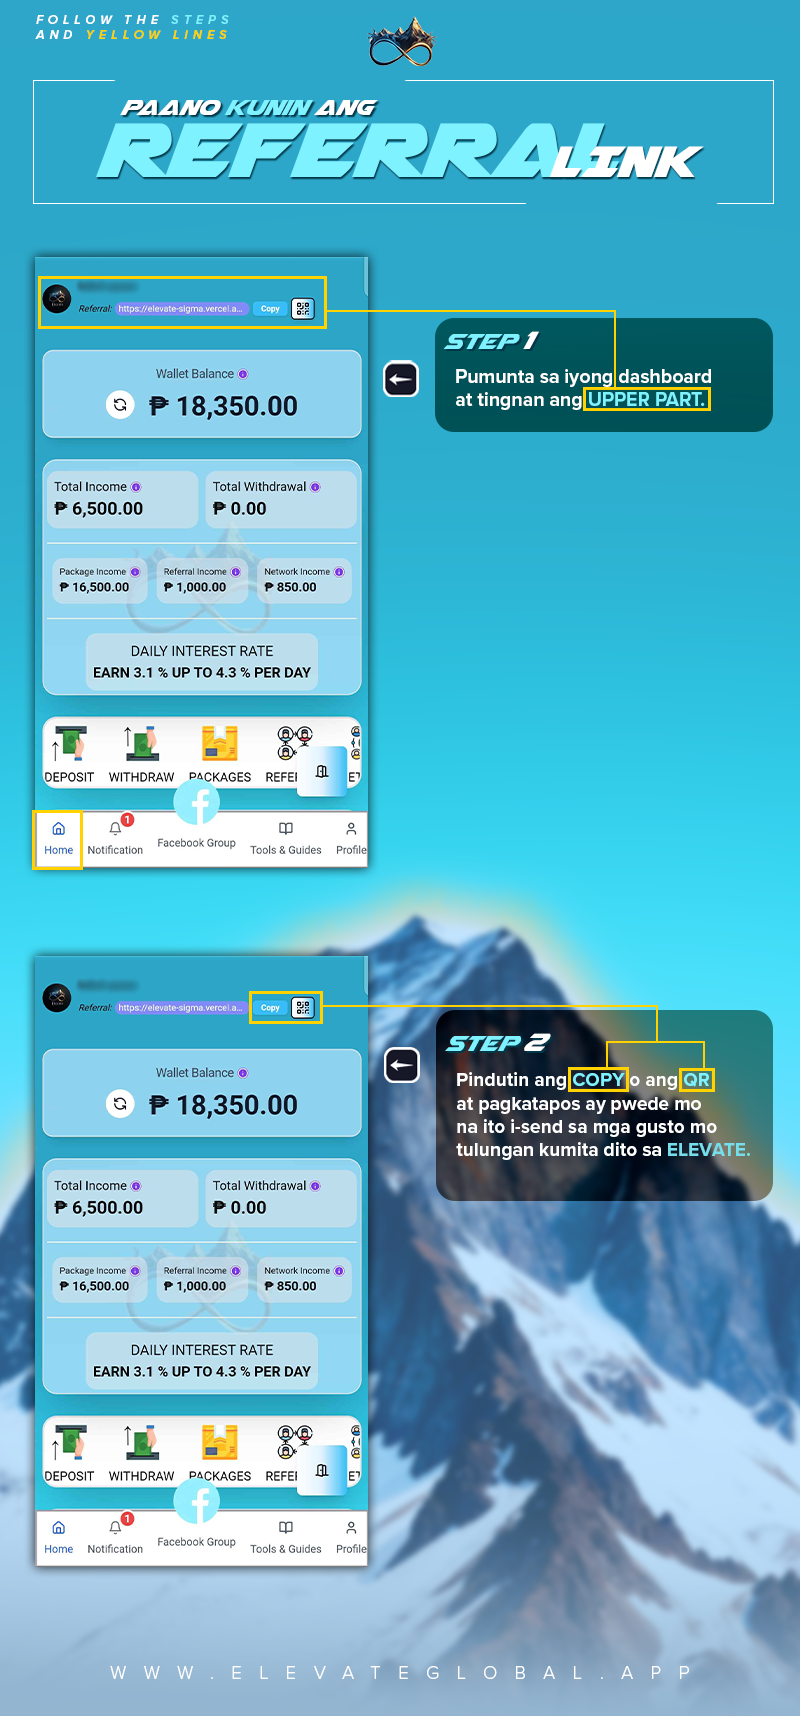 FOLLOW THE STEPS
AND YELLOW LINES
PAANO KUNIN ANG
REFERRAL LINK
Referral: https://elevate-sigma.vercel.a... Copy
Wallet Balance
₱ 18,350.00
Total Income
₱ 6,500.00
Total Withdrawal
₱ 0.00
Package Income
₱ 16,500.00
Referral Income
₱ 1,000.00
Network Income
₱ 850.00
DAILY INTEREST RATE
EARN 3.1 % UP TO 4.3 % PER DAY
DEPOSIT WITHDRAW PACKAGES REFER ET
1
Home Notification Facebook Group Tools & Guides Profile
STEP 1
Pumunta sa iyong dashboard
at tingnan ang UPPER PART.
Referral: https://elevate-sigma.vercel.a... Copy
Wallet Balance
₱ 18,350.00
Total Income
₱ 6,500.00
Total Withdrawal
₱ 0.00
Package Income
₱ 16,500.00
Referral Income
₱ 1,000.00
Network Income
₱ 850.00
DAILY INTEREST RATE
EARN 3.1 % UP TO 4.3 % PER DAY
DEPOSIT WITHDRAW PACKAGES REFER ET
1
Home Notification Facebook Group Tools & Guides Profile
STEP 2
Pindutin ang COPY o ang QR
at pagkatapos ay pwede mo
na ito i-send sa mga gusto mo
tulungan kumita dito sa ELEVATE.
WWW.ELEVATEGLOBAL.APP